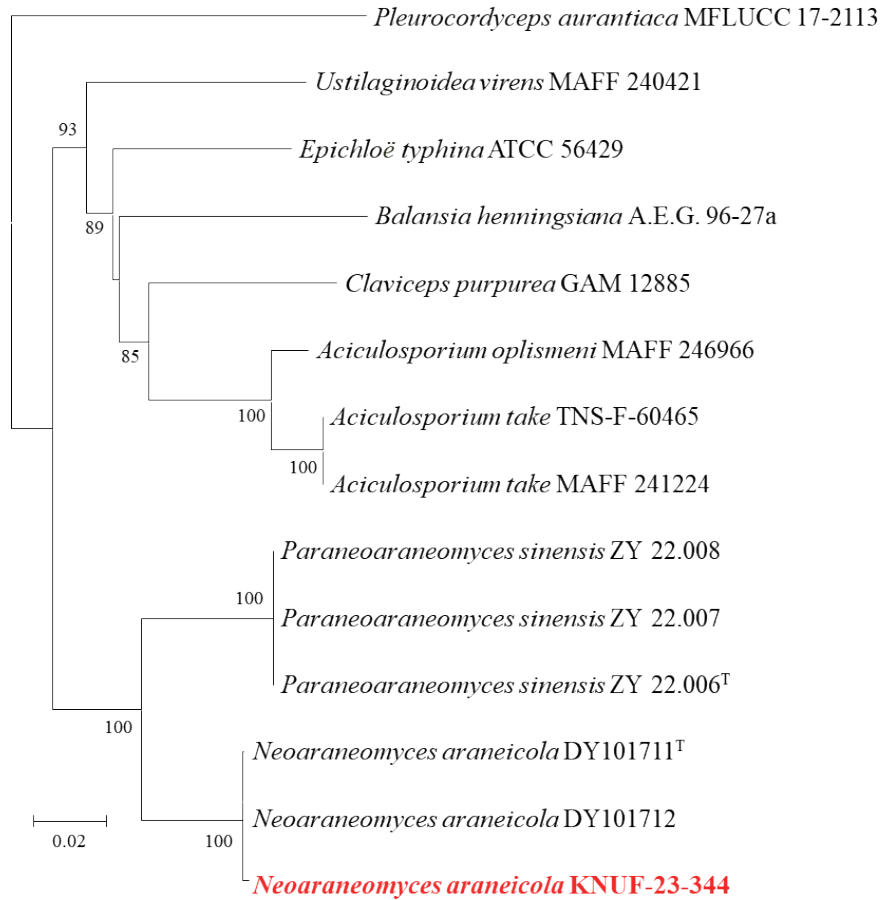 Pleurocordyceps aurantiaca MFLUCC 17-2113
Ustilaginoidea virens MAFF 240421
93
Epichloë typhina ATCC 56429
Balansia henningsiana A.E.G. 96-27a
89
Claviceps purpurea GAM 12885
Aciculosporium oplismeni MAFF 246966
85
Aciculosporium take TNS-F-60465
100
100
Aciculosporium take MAFF 241224
Paraneoaraneomyces sinensis ZY 22.008
100
Paraneoaraneomyces sinensis ZY 22.007
Paraneoaraneomyces sinensis ZY 22.006T
100
Neoaraneomyces araneicola DY101711T
Neoaraneomyces araneicola DY101712
0.02
100
Neoaraneomyces araneicola KNUF-23-344